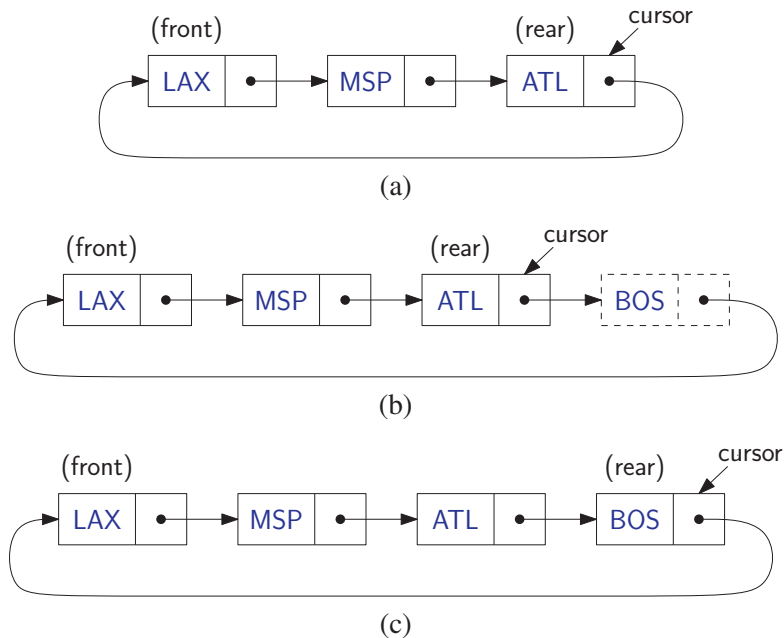 (front) (rear) cursor
LAX MSP ATL
(a)
(front) (rear) cursor
LAX MSP ATL BOS
(b)
(front) (rear) cursor
LAX MSP ATL BOS
(c)